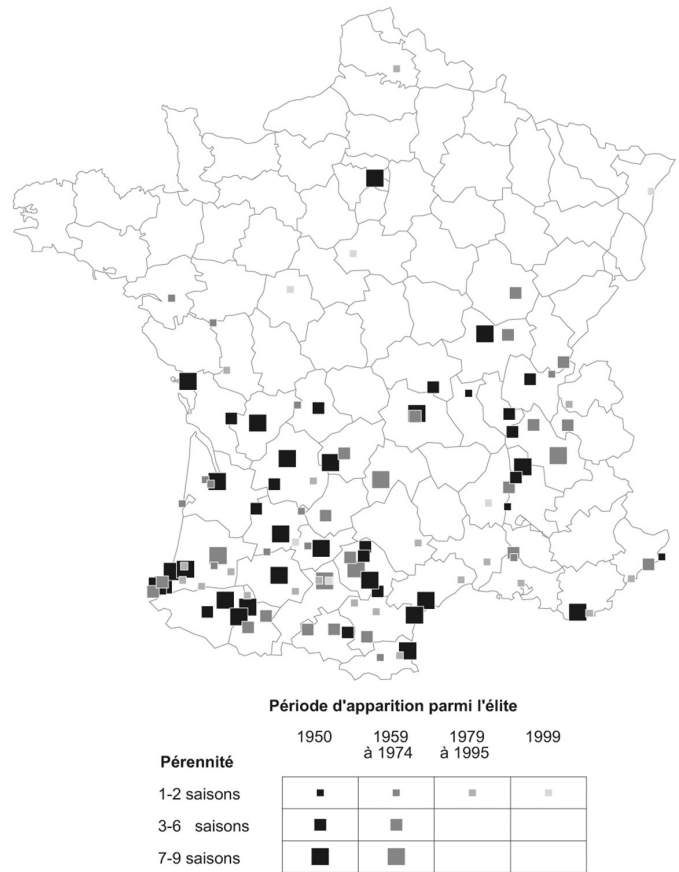 Période d'apparition parmi l'élite
1950 1959 à 1974 1979 à 1995 1999
Pérennité
1-2 saisons
3-6 saisons
7-9 saisons